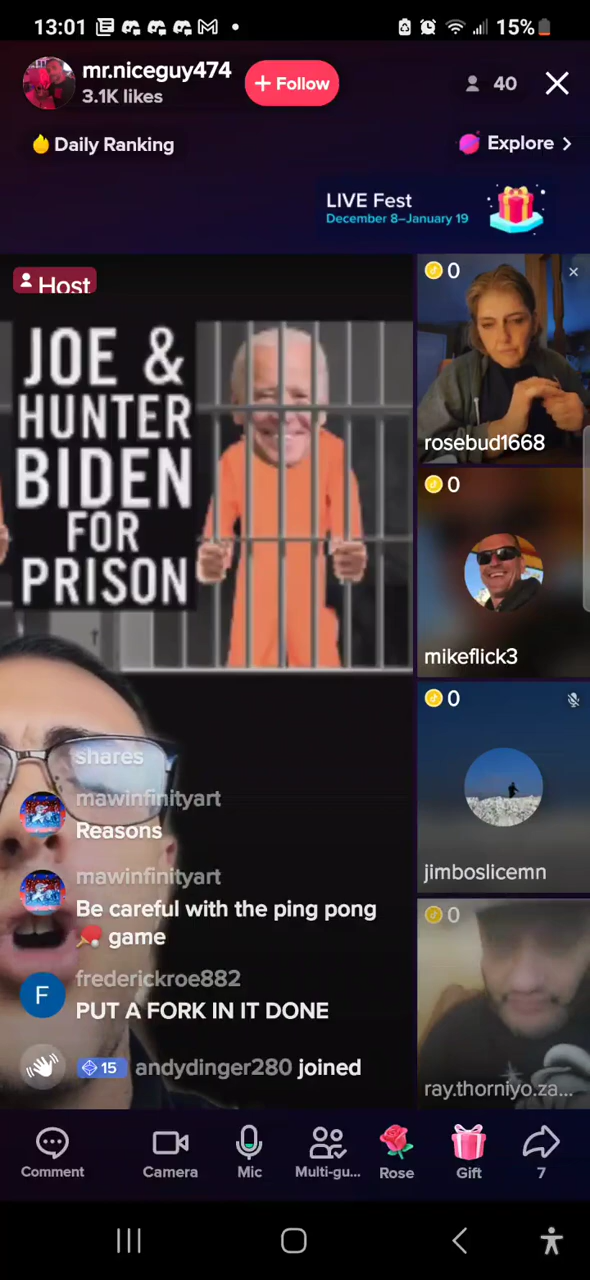 13:01
15%
mr.niceguy474
3.1K likes
+ Follow
40
Daily Ranking
Explore >
LIVE Fest
December 8–January 19
Host
JOE &
HUNTER
BIDEN
FOR
PRISON
0
rosebud1668
0
mikeflick3
0
jimboslicemn
0
ray.thorniyo.za...
shares
mawinfinityart
Reasons
mawinfinityart
Be careful with the ping pong
🏓 game
F
frederickroe882
PUT A FORK IN IT DONE
15 andydinger280 joined
Comment
Camera
Mic
Multi-gu...
Rose
Gift
7